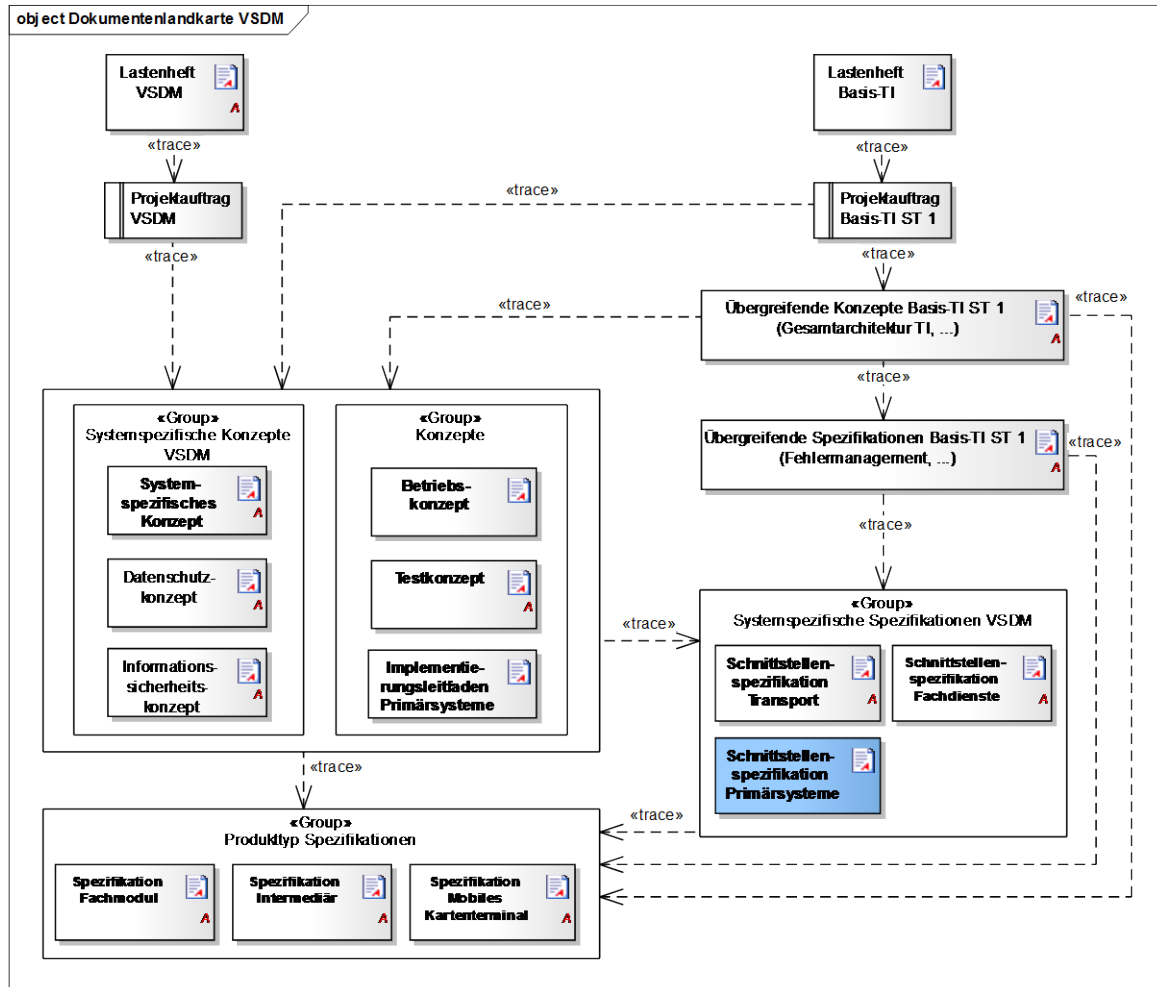 object Dokumentenlandkarte VSDM
Lastenheft
VSDM
A
Lastenheft
Basis-TI
«trace»
«trace»
Projektauftrag
VSDM
«trace»
Projektauftrag
Basis-TI ST 1
«trace»
«trace»
«trace»
Übergreifende Konzepte Basis-TI ST 1
(Gesamtarchitektur TI, ...)
A
«trace»
«trace»
Übergreifende Spezifikationen Basis-TI ST 1
(Fehlermanagement, ...)
A
«trace»
«trace»
«Group»
Systemspezifische Konzepte
VSDM
System-
spezifisches
Konzept
A
Datenschutz-
konzept
A
Informations-
sicherheits-
konzept
A
«Group»
Konzepte
Betriebs-
konzept
Testkonzept
A
Implementie-
rungsleitfaden
Primärsysteme
«trace»
«Group»
Systemspezifische Spezifikationen VSDM
Schnittstellen-
spezifikation
Transport
A
Schnittstellen-
spezifikation
Fachdienste
A
Schnittstellen-
spezifikation
Primärsysteme
«trace»
«trace»
«Group»
Produkttyp Spezifikationen
Spezifikation
Fachmodul
A
Spezifikation
Intermediär
A
Spezifikation
Mobiles
Kartenterminal
A